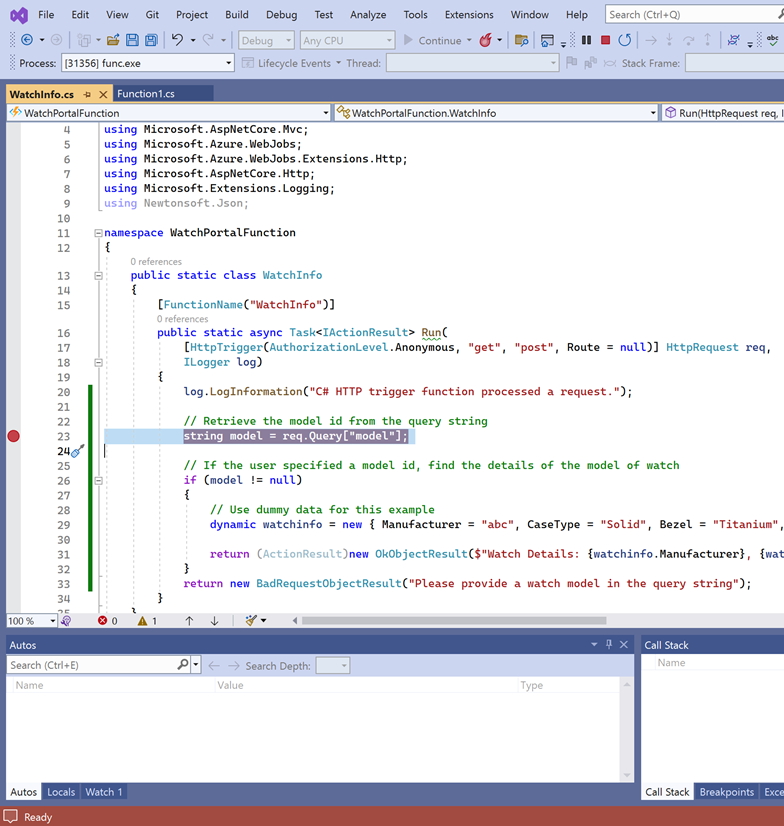 File Edit View Git Project Build Debug Test Analyze Tools Extensions Window Help Search (Ctrl+Q)
Debug Any CPU Continue
Process: [31356] func.exe Lifecycle Events Thread: Stack Frame:
WatchInfo.cs Function1.cs
WatchPortalFunction WatchPortalFunction.WatchInfo Run(HttpRequest req, I
4 using Microsoft.AspNetCore.Mvc;
5 using Microsoft.Azure.WebJobs;
6 using Microsoft.Azure.WebJobs.Extensions.Http;
7 using Microsoft.AspNetCore.Http;
8 using Microsoft.Extensions.Logging;
9 using Newtonsoft.Json;
10
11 namespace WatchPortalFunction
12 {
0 references
13 public static class WatchInfo
14 {
15 [FunctionName("WatchInfo")]
0 references
16 public static async Task<IActionResult> Run(
17 [HttpTrigger(AuthorizationLevel.Anonymous, "get", "post", Route = null)] HttpRequest req,
18 ILogger log)
19 {
20 log.LogInformation("C# HTTP trigger function processed a request.");
21
22 // Retrieve the model id from the query string
23 string model = req.Query["model"];
24
25 // If the user specified a model id, find the details of the model of watch
26 if (model != null)
27 {
28 // Use dummy data for this example
29 dynamic watchinfo = new { Manufacturer = "abc", CaseType = "Solid", Bezel = "Titanium",
30
31 return (ActionResult)new OkObjectResult($"Watch Details: {watchinfo.Manufacturer}, {wat
32 }
33 return new BadRequestObjectResult("Please provide a watch model in the query string");
34 }
35 }
100 % 0 1
Autos
Search (Ctrl+E) Search Depth:
Name Value Type
Autos Locals Watch 1
Call Stack
Name
Call Stack Breakpoints Exce
Ready